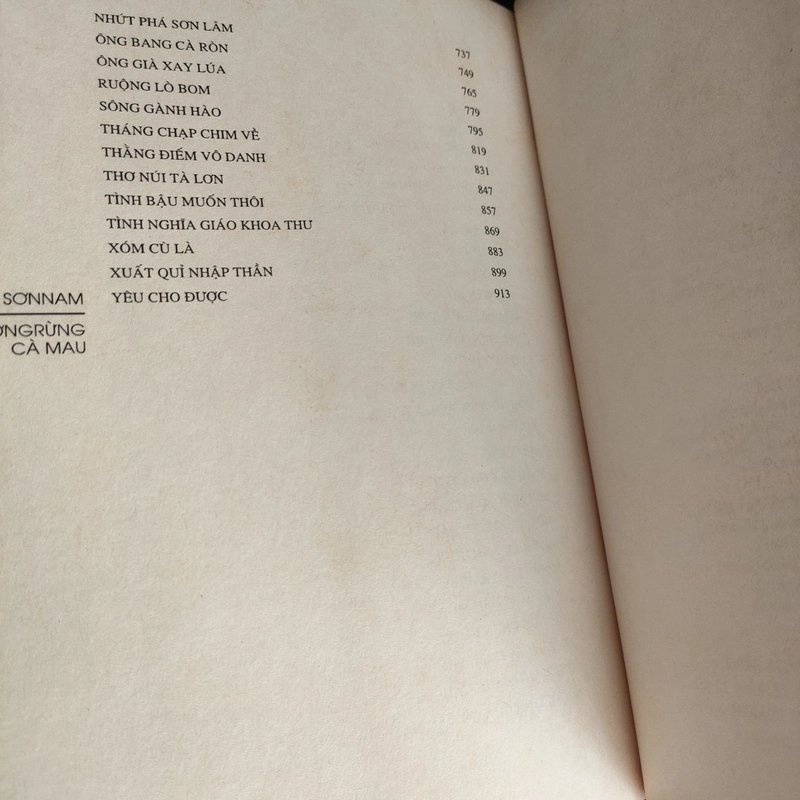 NHÚT PHÁ SƠN LÂM 737
ÔNG BANG CÀ RÒN 749
ÔNG GIÀ XAY LÚA 765
RUỘNG LÒ BOM 779
SÔNG GÀNH HÀO 795
THÁNG CHẠP CHIM VỀ 819
THẰNG ĐIẾM VÔ DANH 831
THƠ NÚI TÀ LƠN 847
TÌNH BẬU MUỐN THÔI 857
TÌNH NGHĨA GIÁO KHOA THƯ 869
XÓM CÙ LÀ 883
XUẤT QUỈ NHẬP THẦN 899
YÊU CHO ĐƯỢC 913
SƠNNAM
ƠNGRỪNG
CÀ MAU